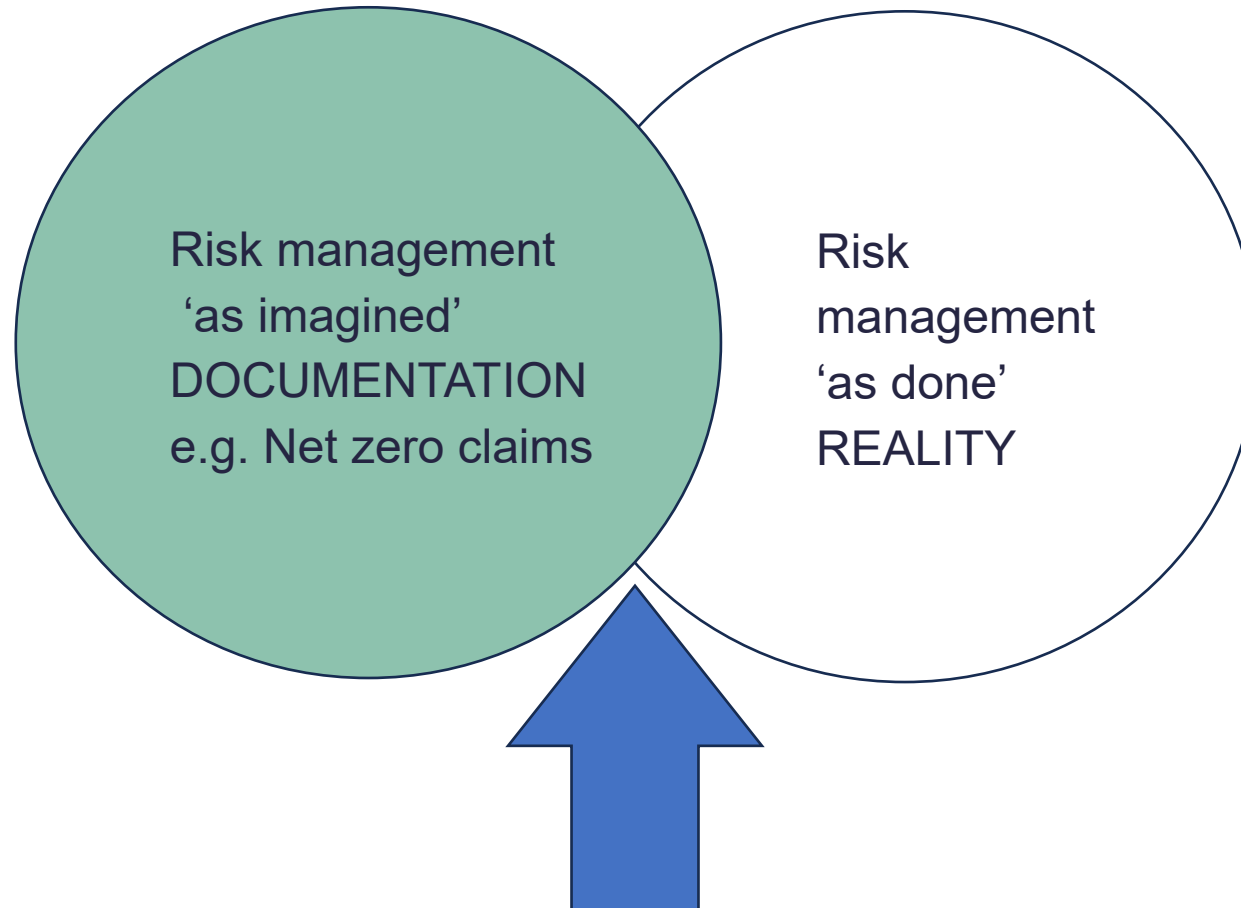 Risk management
‘as imagined’
DOCUMENTATION
e.g. Net zero claims
Risk
management
‘as done’
REALITY